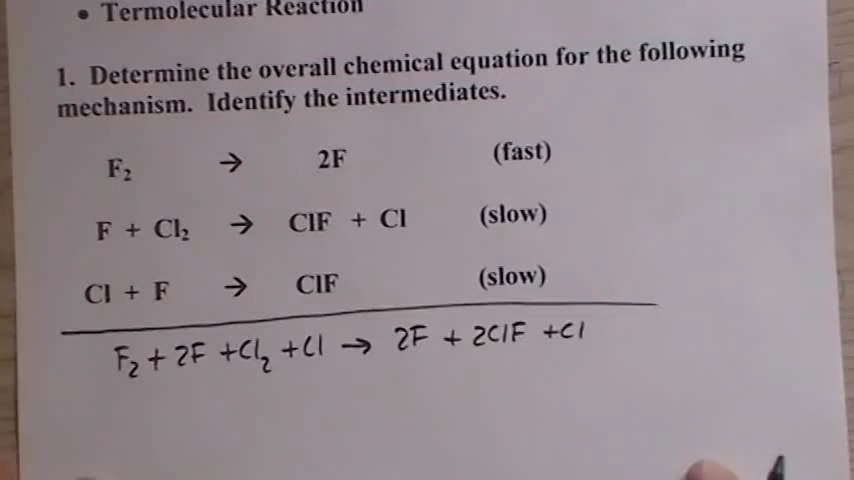 • Termolecular Reaction
1. Determine the overall chemical equation for the following
mechanism. Identify the intermediates.
F₂ → 2F (fast)
F + Cl₂ → ClF + Cl (slow)
Cl + F → ClF (slow)
F₂ + 2F + Cl₂ + Cl → 2F + 2ClF + Cl